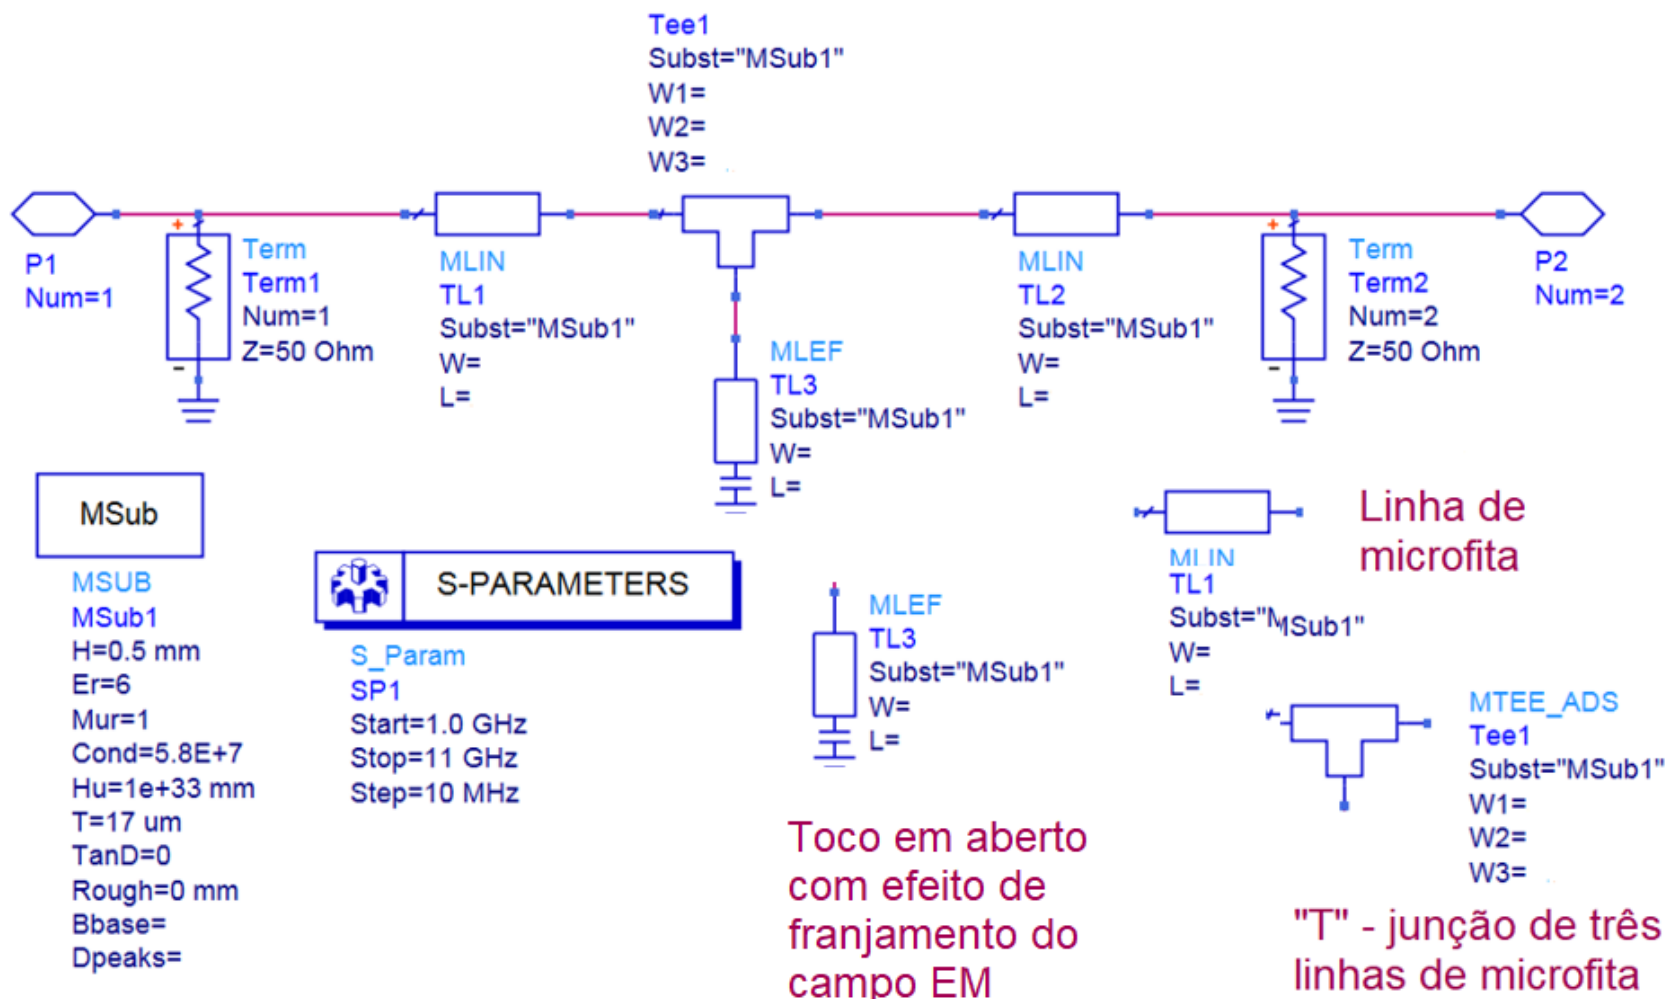 Tee1
Subst="MSub1"
W1=
W2=
W3=
P1
Num=1
+
Term
Term1
Num=1
Z=50 Ohm
-
MLIN
TL1
Subst="MSub1"
W=
L=
MLEF
TL3
Subst="MSub1"
W=
L=
MLIN
TL2
Subst="MSub1"
W=
L=
+
Term
Term2
Num=2
Z=50 Ohm
-
P2
Num=2
MSub
MSUB
MSub1
H=0.5 mm
Er=6
Mur=1
Cond=5.8E+7
Hu=1e+33 mm
T=17 um
TanD=0
Rough=0 mm
Bbase=
Dpeaks=
S-PARAMETERS
S_Param
SP1
Start=1.0 GHz
Stop=11 GHz
Step=10 MHz
MLEF
TL3
Subst="MSub1"
W=
L=
Toco em aberto
com efeito de
franjamento do
campo EM
MLIN
TL1
Subst="MSub1"
W=
L=
Linha de
microfita
MTEE_ADS
Tee1
Subst="MSub1"
W1=
W2=
W3=
"T" - junção de três
linhas de microfita